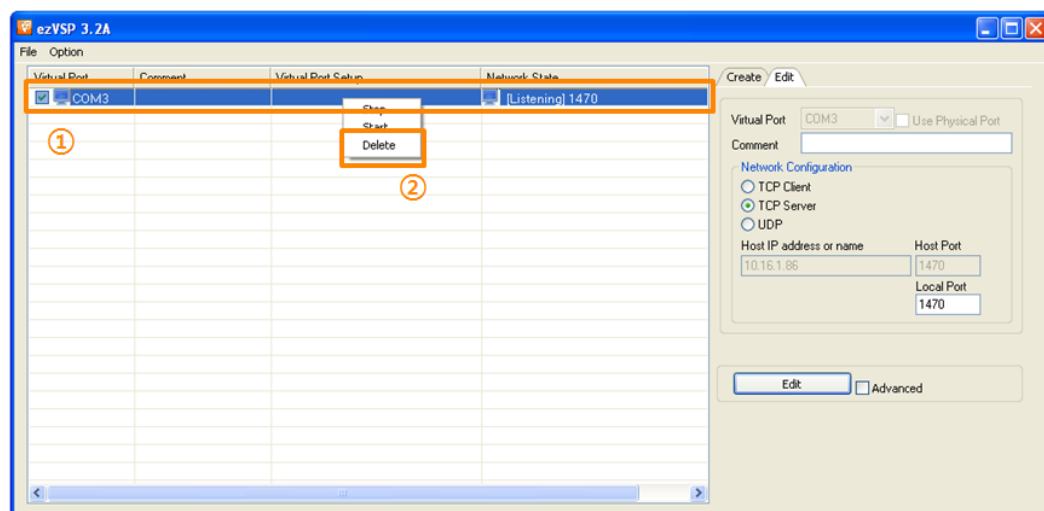 ezVSP 3.2A
File Option
Virtual Port Comment Virtual Port Setup Network State
COM3 [Listening] 1470
①
Stop
Start
Delete
②
Create Edit
Virtual Port COM3 Use Physical Port
Comment
Network Configuration
TCP Client
TCP Server
UDP
Host IP address or name Host Port
10.16.1.86 1470
Local Port
1470
Edit Advanced